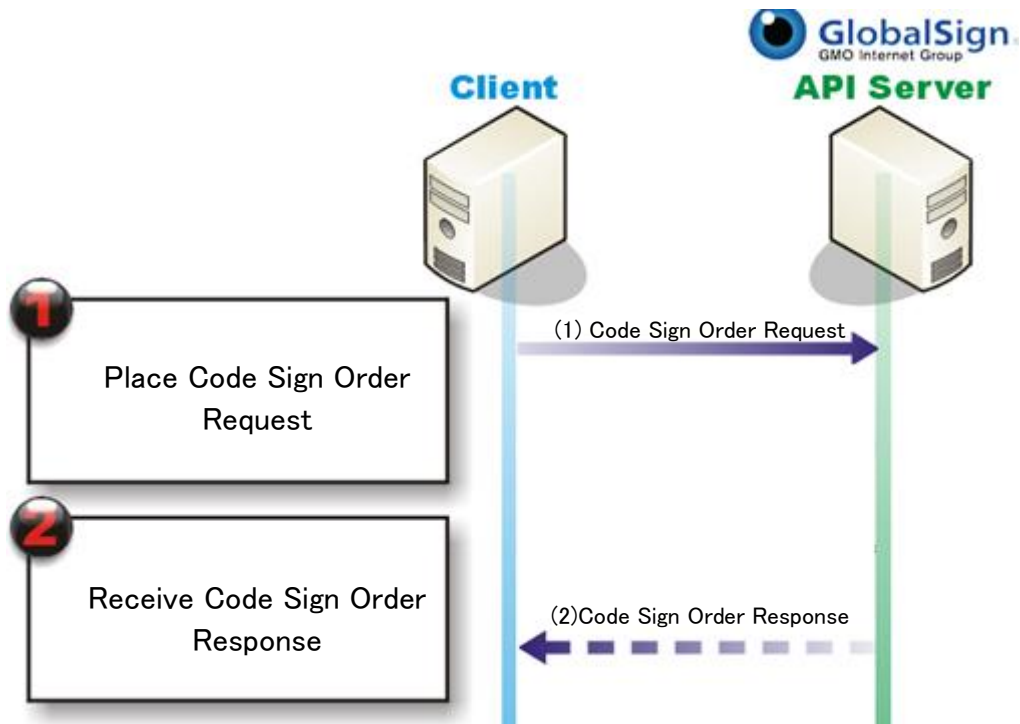 GlobalSign
GMO Internet Group
Client
API Server
1
Place Code Sign Order
Request
(1) Code Sign Order Request
2
Receive Code Sign Order
Response
(2)Code Sign Order Response